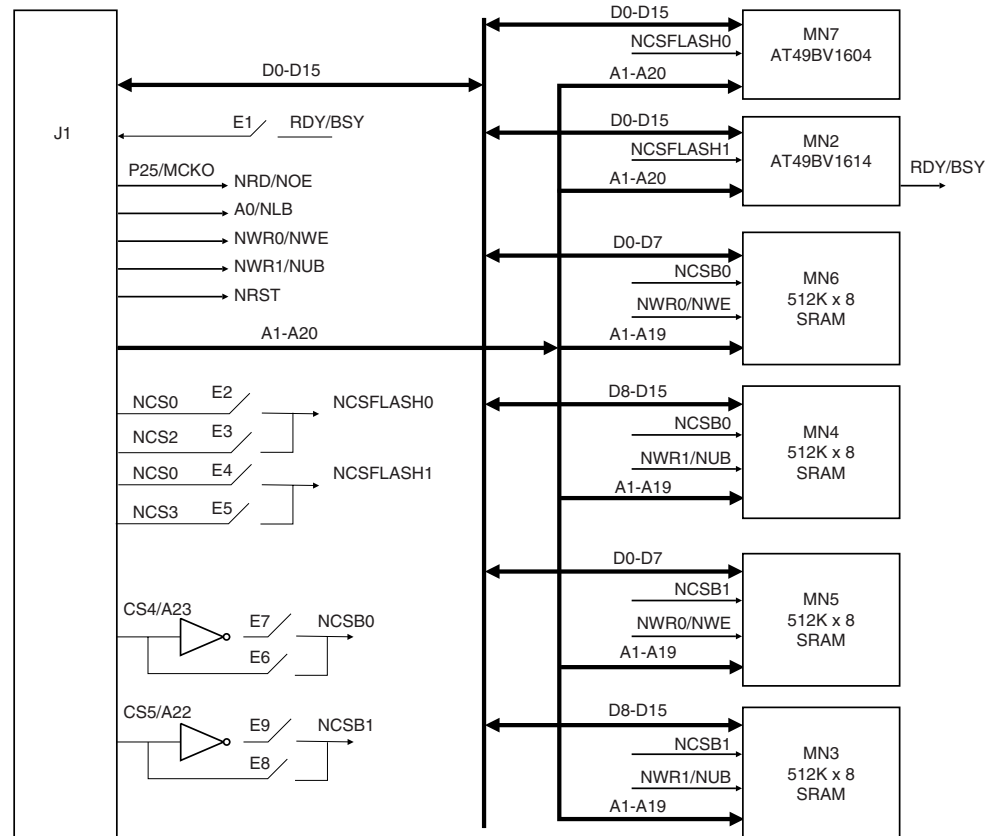 J1
D0-D15
E1
RDY/BSY
P25/MCKO
NRD/NOE
A0/NLB
NWR0/NWE
NWR1/NUB
NRST
A1-A20
NCS0
E2
NCSFLASH0
NCS2
E3
NCS0
E4
NCSFLASH1
NCS3
E5
CS4/A23
E7
NCSB0
E6
CS5/A22
E9
NCSB1
E8
D0-D15
NCSFLASH0
A1-A20
MN7
AT49BV1604
D0-D15
NCSFLASH1
A1-A20
MN2
AT49BV1614
RDY/BSY
D0-D7
NCSB0
NWR0/NWE
A1-A19
MN6
512K x 8
SRAM
D8-D15
NCSB0
NWR1/NUB
A1-A19
MN4
512K x 8
SRAM
D0-D7
NCSB1
NWR0/NWE
A1-A19
MN5
512K x 8
SRAM
D8-D15
NCSB1
NWR1/NUB
A1-A19
MN3
512K x 8
SRAM